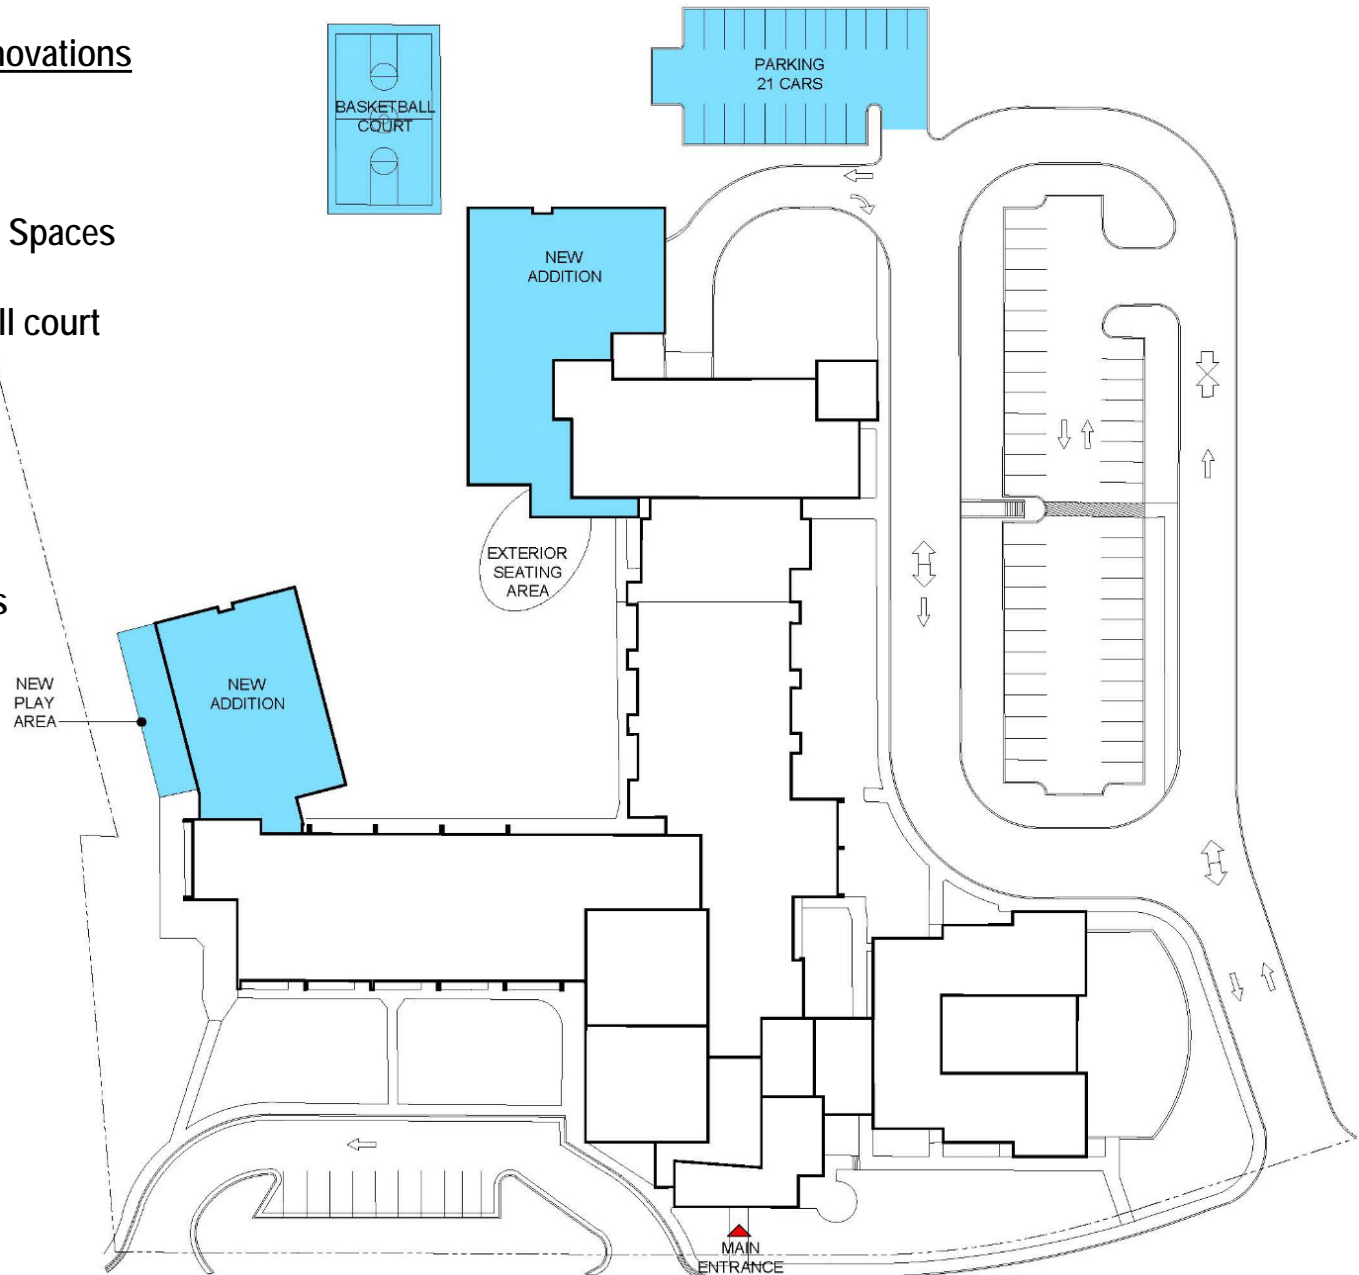 novations
Spaces
ll court
s
BASKETBALL
COURT
PARKING
21 CARS
NEW
ADDITION
EXTERIOR
SEATING
AREA
NEW
PLAY
AREA
NEW
ADDITION
MAIN
ENTRANCE